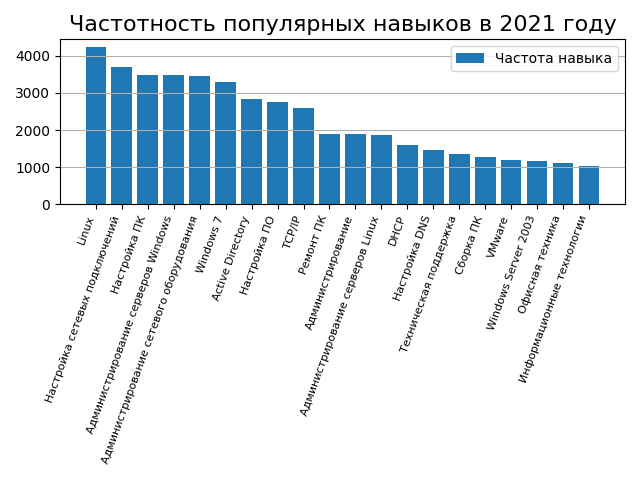 Частотность популярных навыков в 2021 году
Частота навыка
4000
3000
2000
1000
0
Linux
Настройка сетевых подключений
Настройка ПК
Администрирование серверов Windows
Администрирование сетевого оборудования
Windows 7
Active Directory
Настройка ПО
TCP/IP
Ремонт ПК
Администрирование
Администрирование серверов Linux
DHCP
Настройка DNS
Техническая поддержка
Сборка ПК
VMware
Windows Server 2003
Офисная техника
Информационные технологии